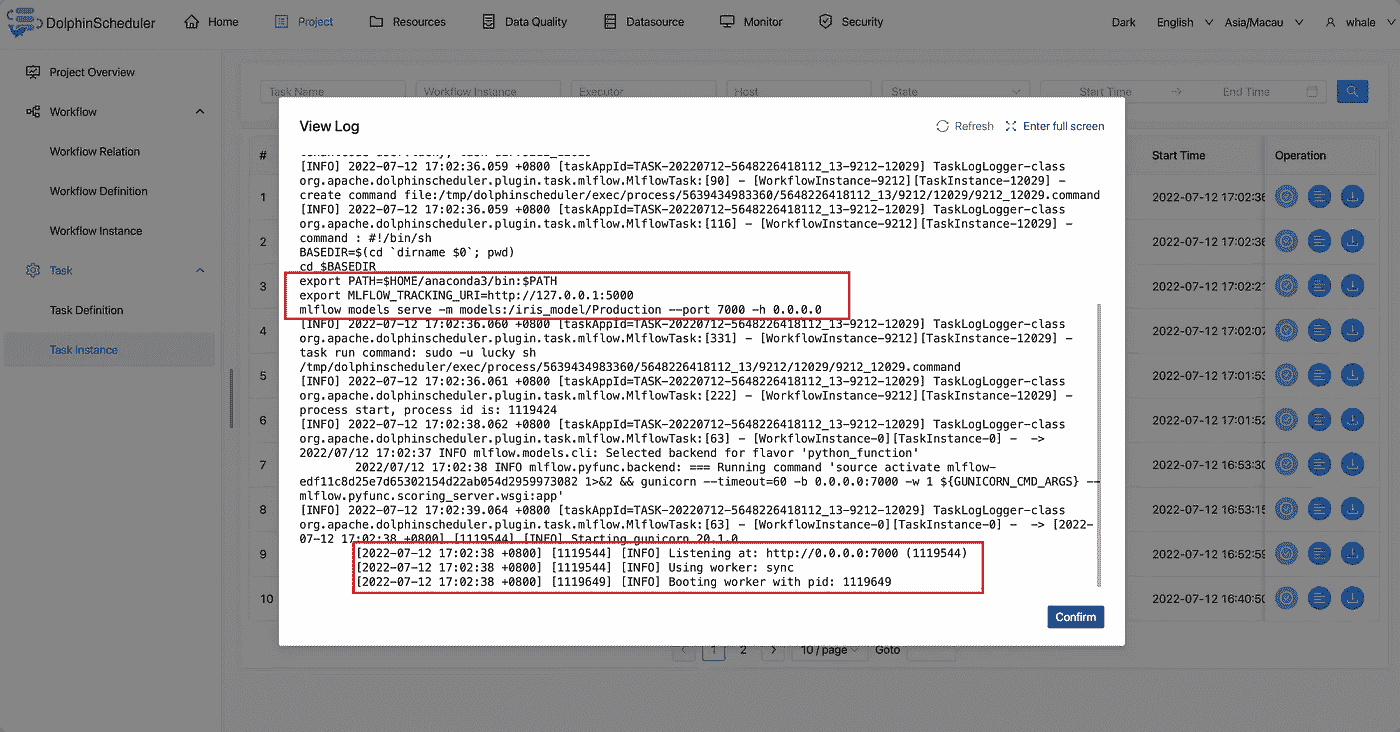 DolphinScheduler
Home
Project
Resources
Data Quality
Datasource
Monitor
Security
Dark
English
Asia/Macau
whale
Project Overview
Workflow
Workflow Relation
Workflow Definition
Workflow Instance
Task
Task Definition
Task Instance
Task Name
Workflow Instance
Executor
Host
State
Start Time
End Time
#
Start Time
Operation
1
2022-07-12 17:02:36
2
2022-07-12 17:02:36
3
2022-07-12 17:02:21
4
2022-07-12 17:02:07
5
2022-07-12 17:01:53
6
2022-07-12 17:01:52
7
2022-07-12 16:53:30
8
2022-07-12 16:53:15
9
2022-07-12 16:52:59
10
2022-07-12 16:40:50
View Log
Refresh
Enter full screen
[INFO] 2022-07-12 17:02:36.059 +0800 [taskAppId=TASK-20220712-5648226418112_13-9212-12029] TaskLogLogger-class
org.apache.dolphinscheduler.plugin.task.mlflow.MlflowTask:[90] - [WorkflowInstance-9212][TaskInstance-12029] -
create command file:/tmp/dolphinscheduler/exec/process/5639434983360/5648226418112_13/9212/12029/9212_12029.command
[INFO] 2022-07-12 17:02:36.059 +0800 [taskAppId=TASK-20220712-5648226418112_13-9212-12029] TaskLogLogger-class
org.apache.dolphinscheduler.plugin.task.mlflow.MlflowTask:[116] - [WorkflowInstance-9212][TaskInstance-12029] -
command : #!/bin/sh
BASEDIR=$(cd `dirname $0`; pwd)
cd $BASEDIR
export PATH=$HOME/anaconda3/bin:$PATH
export MLFLOW_TRACKING_URI=http://127.0.0.1:5000
mlflow models serve -m models:/iris_model/Production --port 7000 -h 0.0.0.0
[INFO] 2022-07-12 17:02:36.060 +0800 [taskAppId=TASK-20220712-5648226418112_13-9212-12029] TaskLogLogger-class
org.apache.dolphinscheduler.plugin.task.mlflow.MlflowTask:[331] - [WorkflowInstance-9212][TaskInstance-12029] -
task run command: sudo -u lucky sh
/tmp/dolphinscheduler/exec/process/5639434983360/5648226418112_13/9212/12029/9212_12029.command
[INFO] 2022-07-12 17:02:36.061 +0800 [taskAppId=TASK-20220712-5648226418112_13-9212-12029] TaskLogLogger-class
org.apache.dolphinscheduler.plugin.task.mlflow.MlflowTask:[222] - [WorkflowInstance-9212][TaskInstance-12029] -
process start, process id is: 1119424
[INFO] 2022-07-12 17:02:38.062 +0800 [taskAppId=TASK-20220712-5648226418112_13-9212-12029] TaskLogLogger-class
org.apache.dolphinscheduler.plugin.task.mlflow.MlflowTask:[63] - [WorkflowInstance-0][TaskInstance-0] - ->
2022/07/12 17:02:37 INFO mlflow.models.cli: Selected backend for flavor 'python_function'
2022/07/12 17:02:38 INFO mlflow.pyfunc.backend: === Running command 'source activate mlflow-
edf11c8d25e7d65302154d22ab054d2959973082 1>&2 && gunicorn --timeout=60 -b 0.0.0.0:7000 -w 1 ${GUNICORN_CMD_ARGS} --
mlflow.pyfunc.scoring_server.wsgi:app'
[INFO] 2022-07-12 17:02:39.064 +0800 [taskAppId=TASK-20220712-5648226418112_13-9212-12029] TaskLogLogger-class
org.apache.dolphinscheduler.plugin.task.mlflow.MlflowTask:[63] - [WorkflowInstance-0][TaskInstance-0] - -> [2022-
07-12 17:02:38 +0800] [1119544] [INFO] Starting gunicorn 20.1.0
[2022-07-12 17:02:38 +0800] [1119544] [INFO] Listening at: http://0.0.0.0:7000 (1119544)
[2022-07-12 17:02:38 +0800] [1119544] [INFO] Using worker: sync
[2022-07-12 17:02:38 +0800] [1119649] [INFO] Booting worker with pid: 1119649
Confirm
1
2
10 / page
Goto